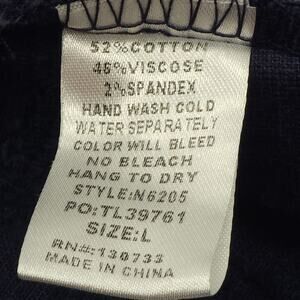 52%COTTON
46%VISCOSE
2%SPANDEX
HAND WASH COLD
WATER SEPARATELY
COLOR WILL BLEED
NO BLEACH
HANG TO DRY
STYLE:N6205
PO:TL39761
SIZE:L
RN#:130733
MADE IN CHINA